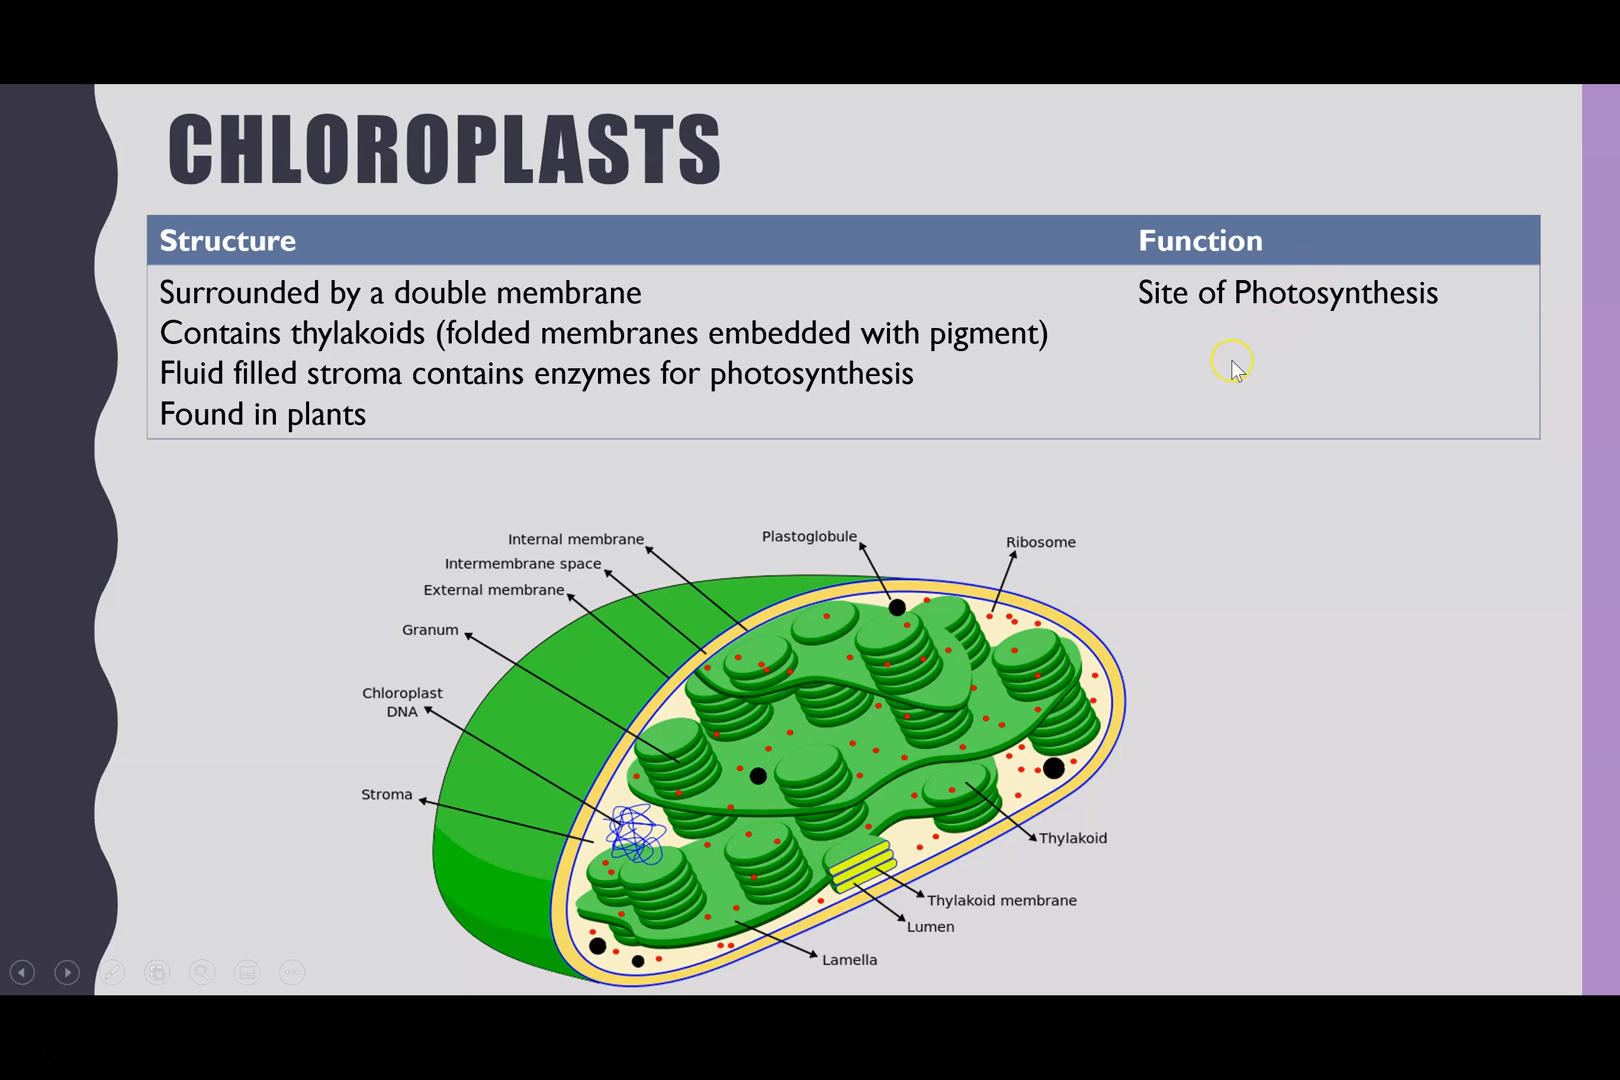 CHLOROPLASTS
Structure
Function
Surrounded by a double membrane
Site of Photosynthesis
Contains thylakoids (folded membranes embedded with pigment)
Fluid filled stroma contains enzymes for photosynthesis
Found in plants
Internal membrane
Plastoglobule
Ribosome
Intermembrane space
External membrane
Granum
Chloroplast
DNA
Stroma
Thylakoid
Thylakoid membrane
Lumen
Lamella